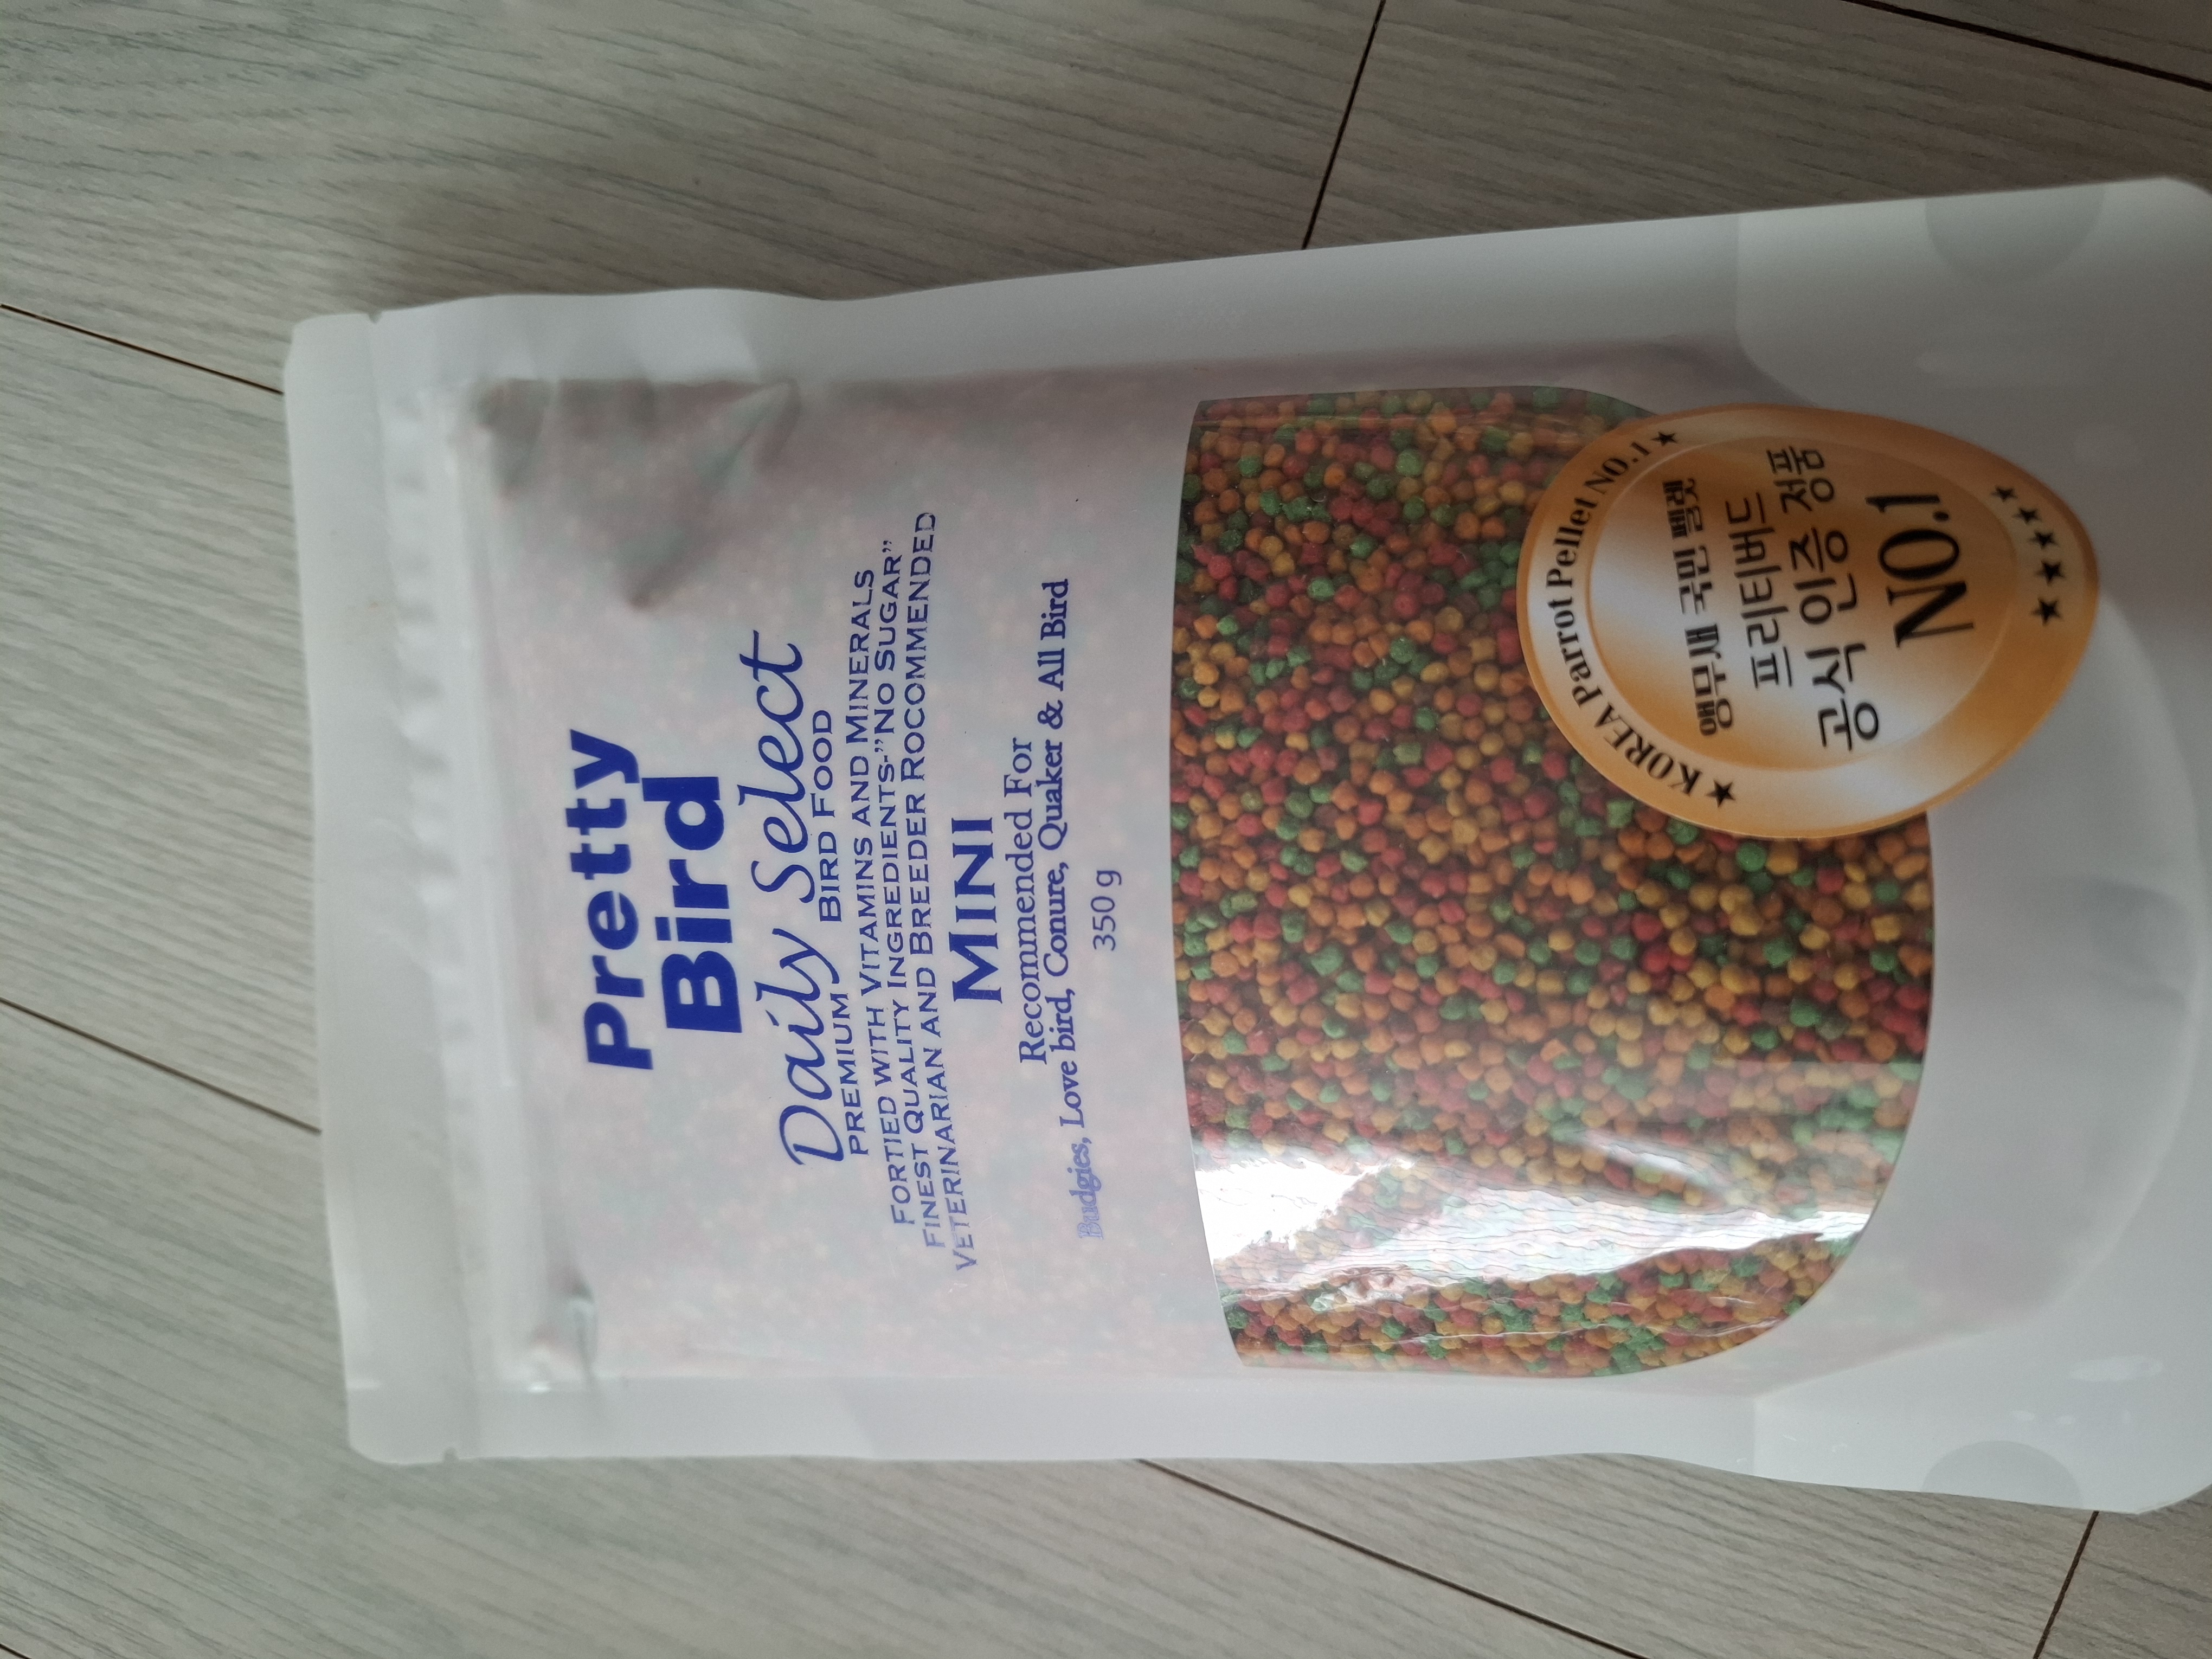 Pretty
Bird
Daily Select
PREMIUM BIRD FOOD
FORTIED WITH VITAMINS AND MINERALS
FINEST QUALITY INGREDIENTS-"NO SUGAR"
VETERINARIAN AND BREEDER ROCOMMENDED
MINI
Recommended For
Budgies, Love bird, Conure, Quaker & All Bird
350 g
★ KOREA Parrot Pellet NO.1 ★
앵무새 국민 펠렛
프리티버드
공식 인증 정품
NO.1
★★★★★